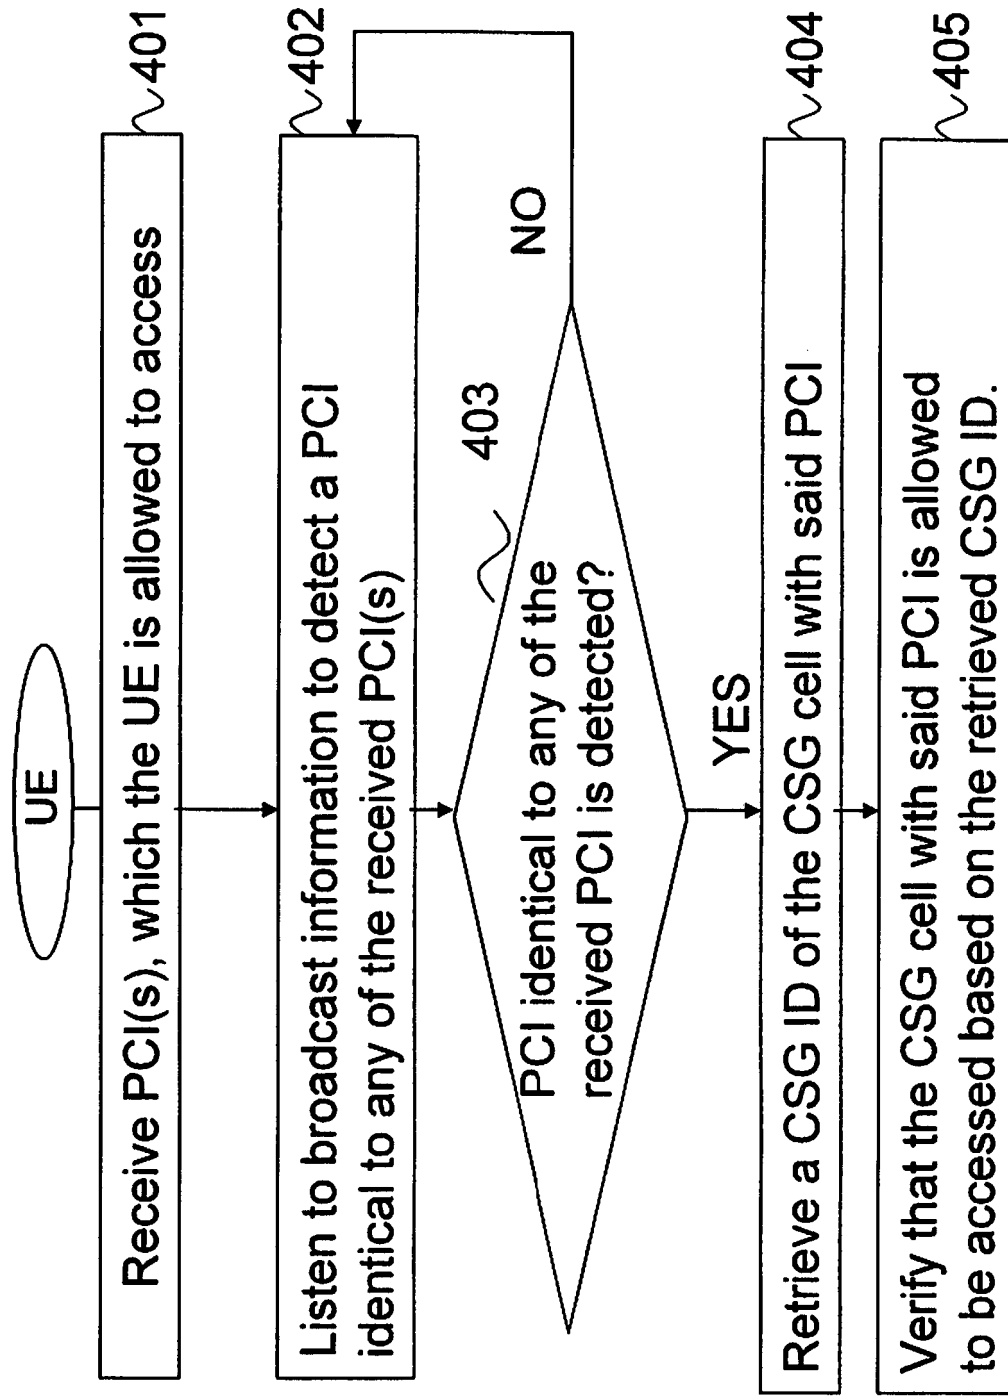 UE
Receive PCI(s), which the UE is allowed to access
401
Listen to broadcast information to detect a PCI
identical to any of the received PCI(s)
402
PCI identical to any of the
received PCI is detected?
403
NO
YES
Retrieve a CSG ID of the CSG cell with said PCI
404
Verify that the CSG cell with said PCI is allowed
to be accessed based on the retrieved CSG ID.
405